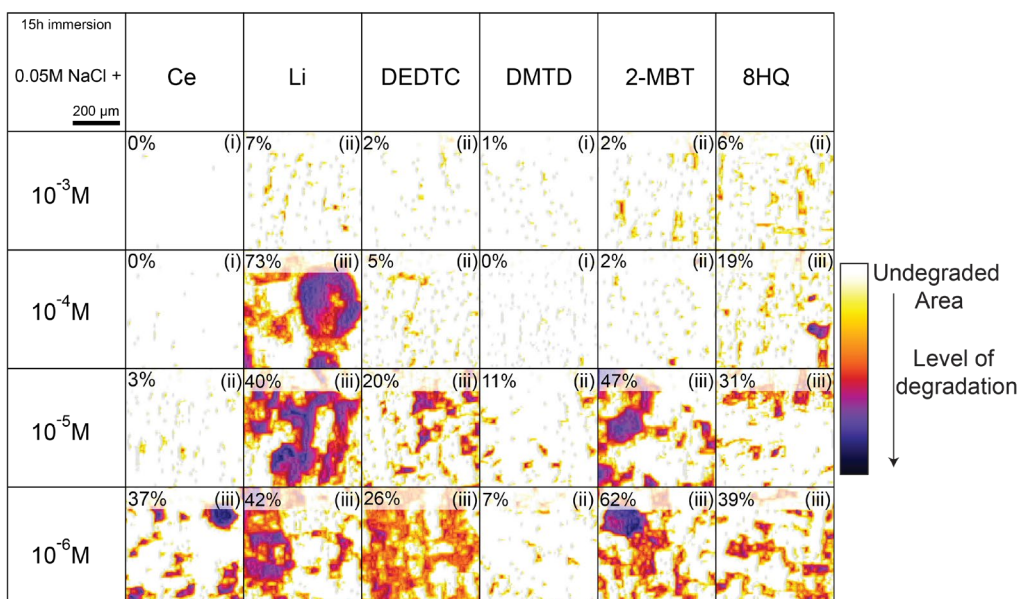 15h immersion
0.05M NaCl +
200 µm
Ce
Li
DEDTC
DMTD
2-MBT
8HQ
10-3M
0% (i)
7% (ii)
2% (ii)
1% (i)
2% (ii)
6% (ii)
10-4M
0% (i)
73% (iii)
5% (ii)
0% (i)
2% (ii)
19% (iii)
10-5M
3% (ii)
40% (iii)
20% (iii)
11% (ii)
47% (iii)
31% (iii)
10-6M
37% (iii)
42% (iii)
26% (iii)
7% (ii)
62% (iii)
39% (iii)
Undegraded
Area
Level of
degradation